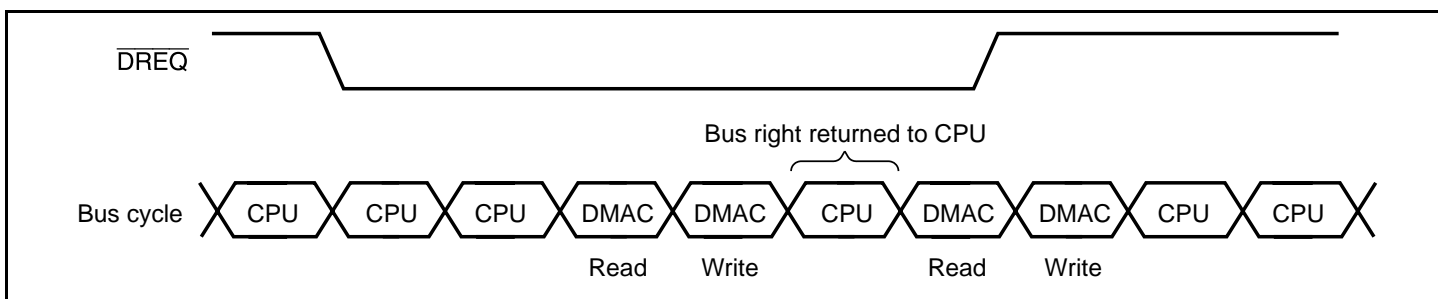 DREQ
Bus right returned to CPU
Bus cycle CPU CPU CPU DMAC DMAC CPU DMAC DMAC CPU CPU
Read Write Read Write